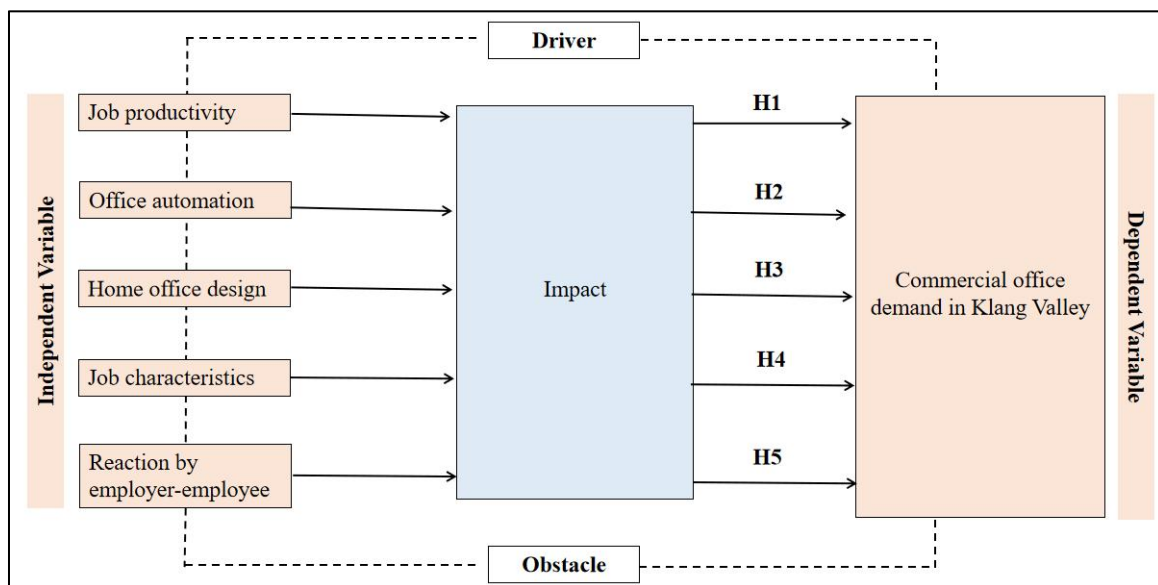 Driver
Independent Variable
Job productivity
Office automation
Home office design
Job characteristics
Reaction by
employer-employee
Impact
H1
H2
H3
H4
H5
Commercial office
demand in Klang Valley
Dependent Variable
Obstacle